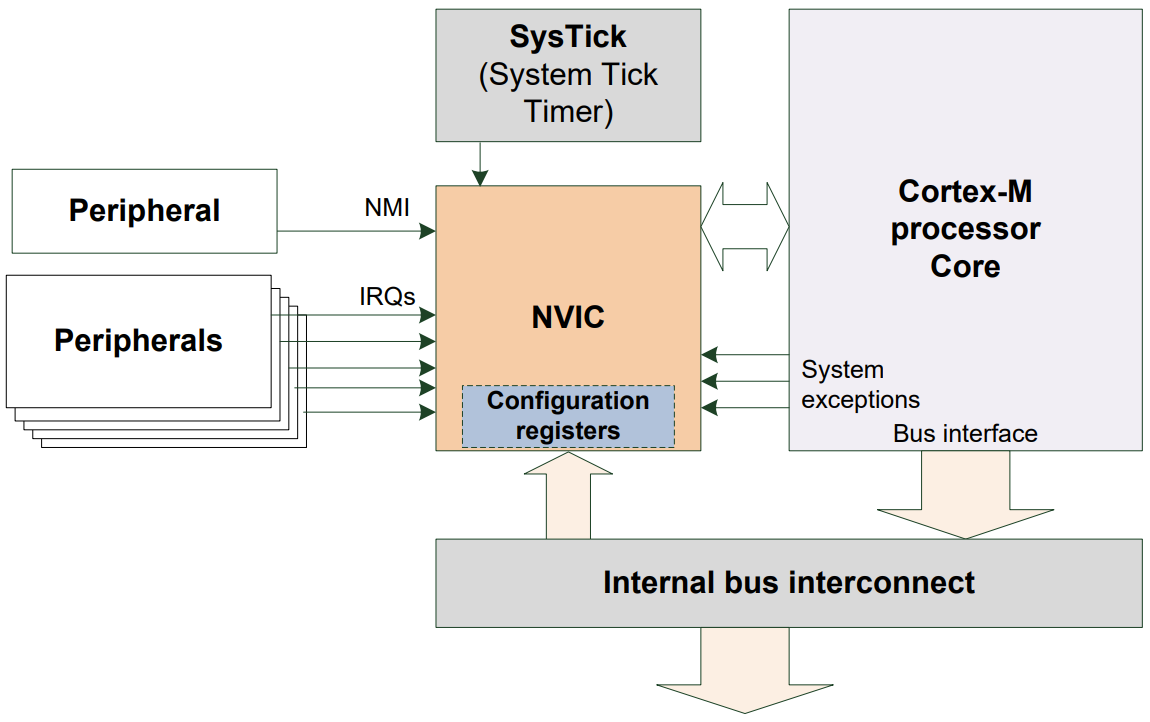 SysTick
(System Tick
Timer)
Peripheral
NMI
Cortex-M
processor
Core
IRQs
Peripherals
NVIC
System
exceptions
Configuration
registers
Bus interface
Internal bus interconnect